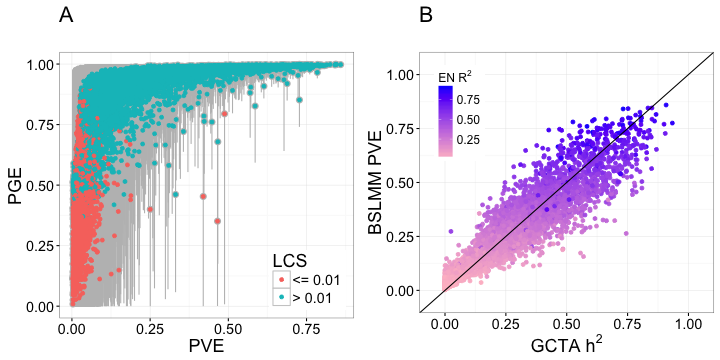 A
PGE
1.00
0.75
0.50
0.25
0.00
0.00 0.25 0.50 0.75
PVE
LCS
<= 0.01
> 0.01
B
BSLMM PVE
1.00
0.75
0.50
0.25
0.00
EN R²
0.75
0.50
0.25
0.00 0.25 0.50 0.75 1.00
GCTA h²